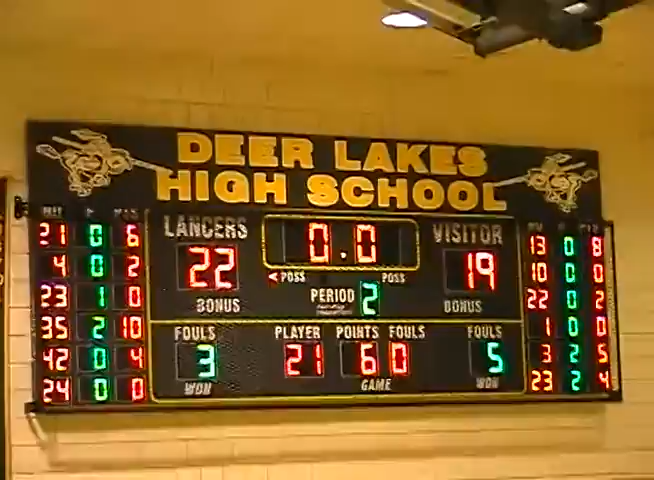 DEER LAKES
HIGH SCHOOL
LANCERS 0.0 VISITOR
22 POSS POSS 19
BONUS PERIOD 2 BONUS
FOULS PLAYER POINTS FOULS FOULS
3 21 6 0 5
WON GAME WON
21 0 6
4 0 2
23 1 0
35 2 10
42 0 4
24 0 0
13 0 8
10 0 0
22 0 2
1 0 0
3 2 5
23 2 4